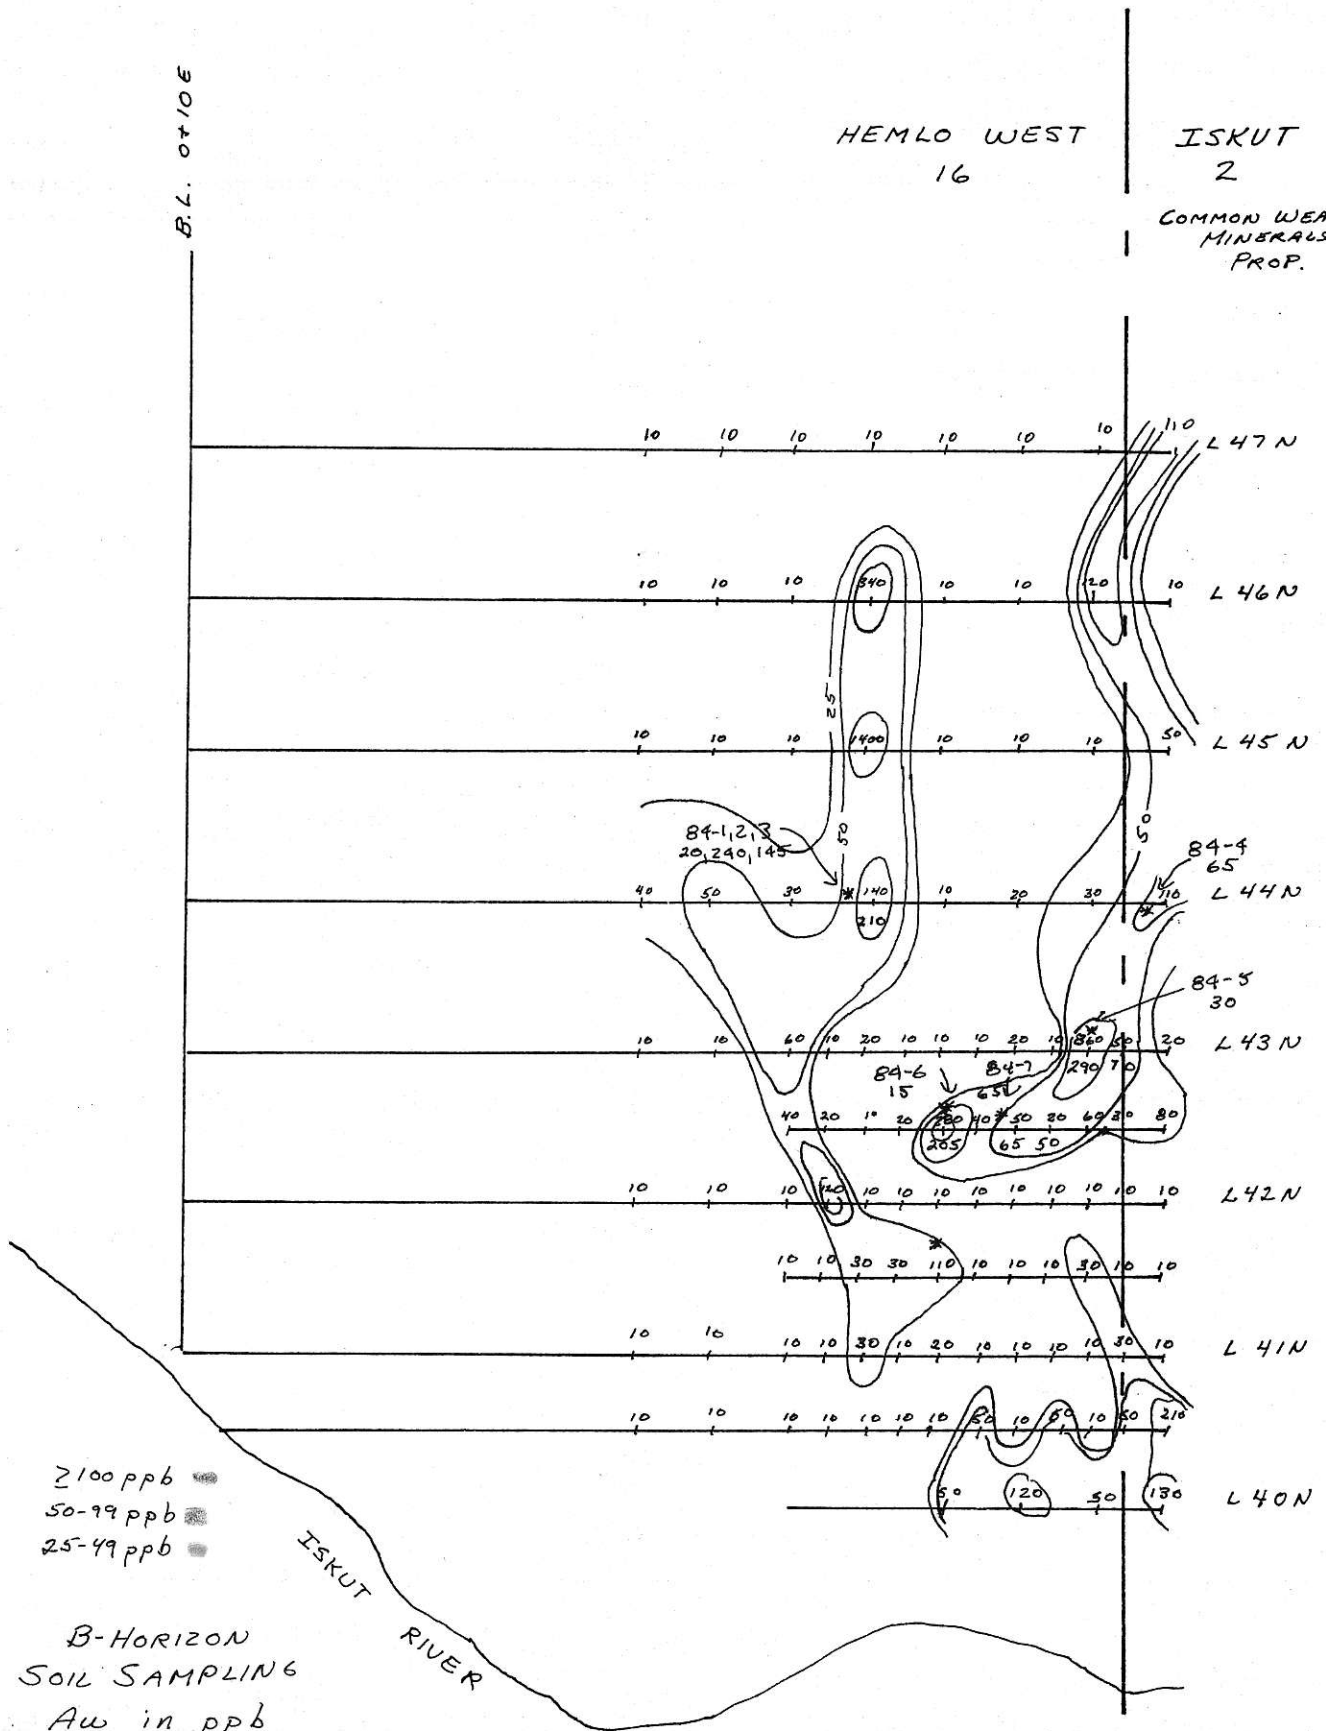 B.L. 0+10E
HEMLO WEST
16
ISKUT
2
COMMON WEA
MINERALS
PROP.
10 10 10 10 10 10 10 110 L 47 N
10 10 10 340 10 10 120 10 L 46 N
25
10 10 10 1400 10 10 10 50 L 45 N
50
50
84-1,2,3
20,240,145
84-4
65
40 50 30 140 10 20 30 110 L 44 N
210
84-5
30
10 10 60 10 20 10 10 10 20 10 50 20 L 43 N
290 70
84-6
15
84-7
65
40 20 10 20 40 50 20 60 30 80
205 65 50
10 10 10 120 10 10 10 10 10 10 10 10 10 L 42 N
10 10 30 30 110 10 10 10 30 10 10
10 10 10 10 30 10 20 10 10 10 10 30 10 L 41 N
10 10 10 10 10 10 10 50 10 50 10 50 210
50 120 50 130 L 40 N
≥100 ppb
50-99 ppb
25-49 ppb
ISKUT
RIVER
B-HORIZON
SOIL SAMPLING
Au in ppb